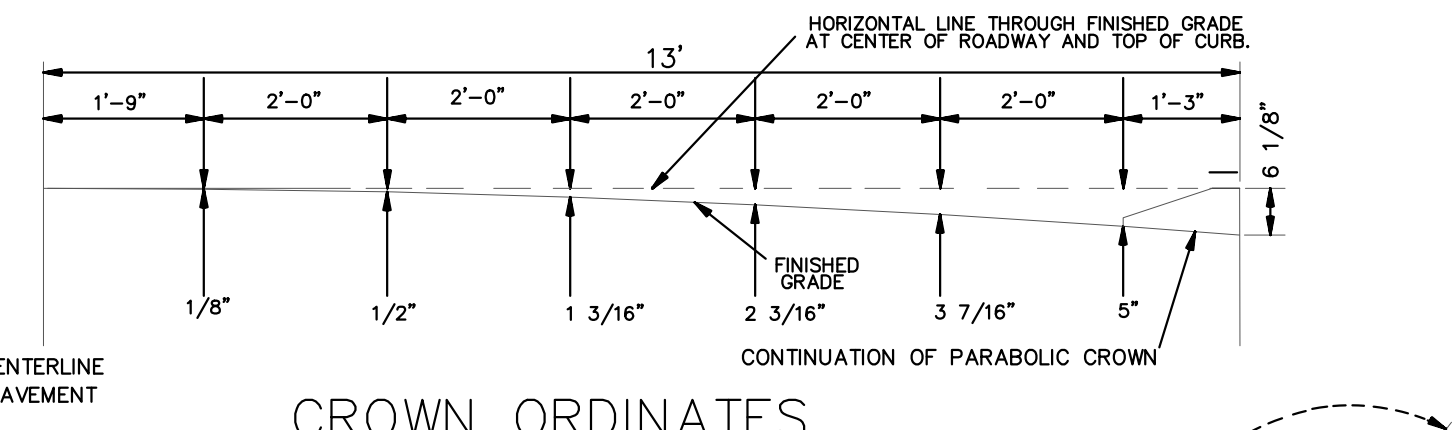 HORIZONTAL LINE THROUGH FINISHED GRADE
AT CENTER OF ROADWAY AND TOP OF CURB.
13'
1'-9" 2'-0" 2'-0" 2'-0" 2'-0" 2'-0" 1'-3"
6 1/8"
FINISHED
GRADE
1/8" 1/2" 1 3/16" 2 3/16" 3 7/16" 5"
CONTINUATION OF PARABOLIC CROWN
ENTERLINE
AVEMENT
CROWN ORDINATES